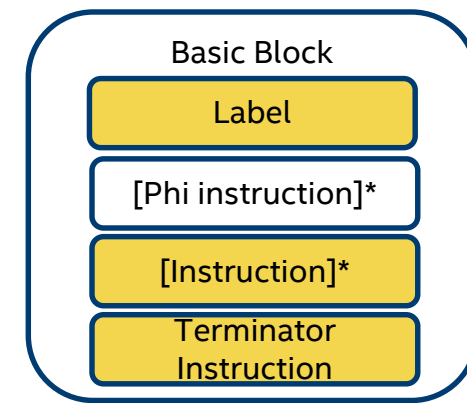 Basic Block
Label
[Phi instruction]*
[Instruction]*
Terminator
Instruction